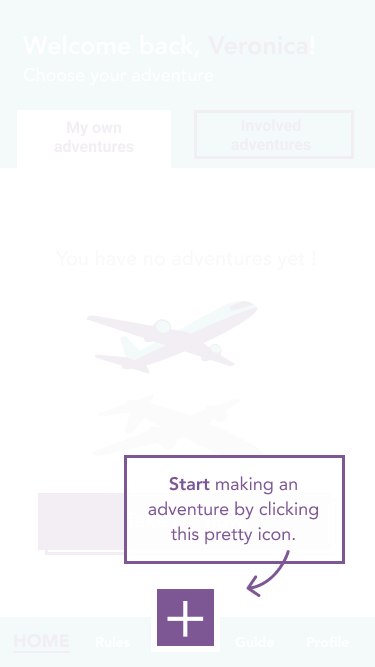 Welcome back, Veronica!
Choose your adventure
My own
adventures
Involved
adventures
You have no adventures yet !
Start making an
adventure by clicking
this pretty icon.
HOME
Rules
Guide
Profile